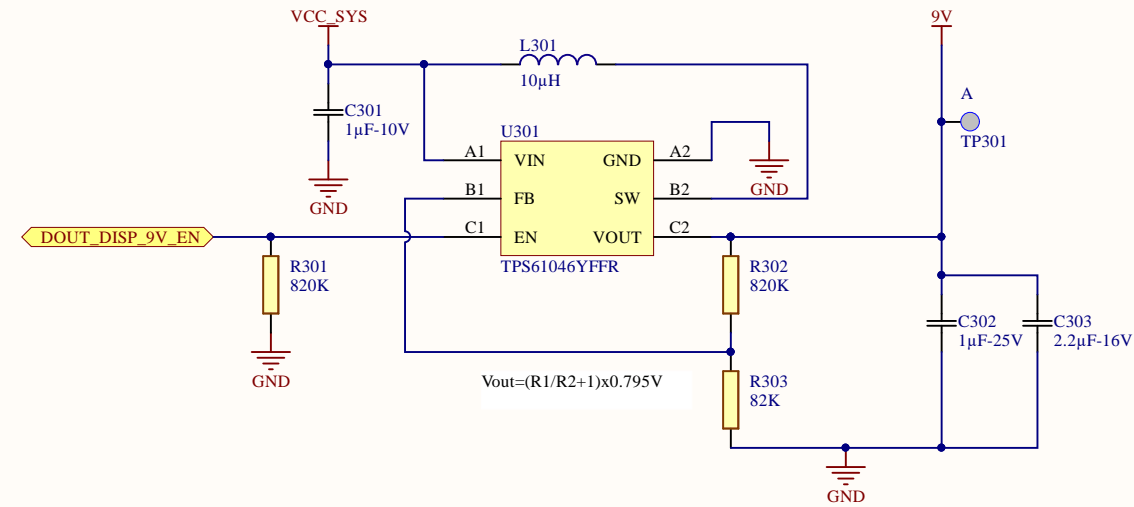 VCC_SYS
9V
L301
10µH
A
TP301
C301
1µF-10V
GND
U301
A1 VIN GND A2
GND
B1 FB SW B2
C1 EN VOUT C2
TPS61046YFFR
DOUT_DISP_9V_EN
R301
820K
GND
R302
820K
C302
1µF-25V
C303
2.2µF-16V
Vout=(R1/R2+1)x0.795V
R303
82K
GND